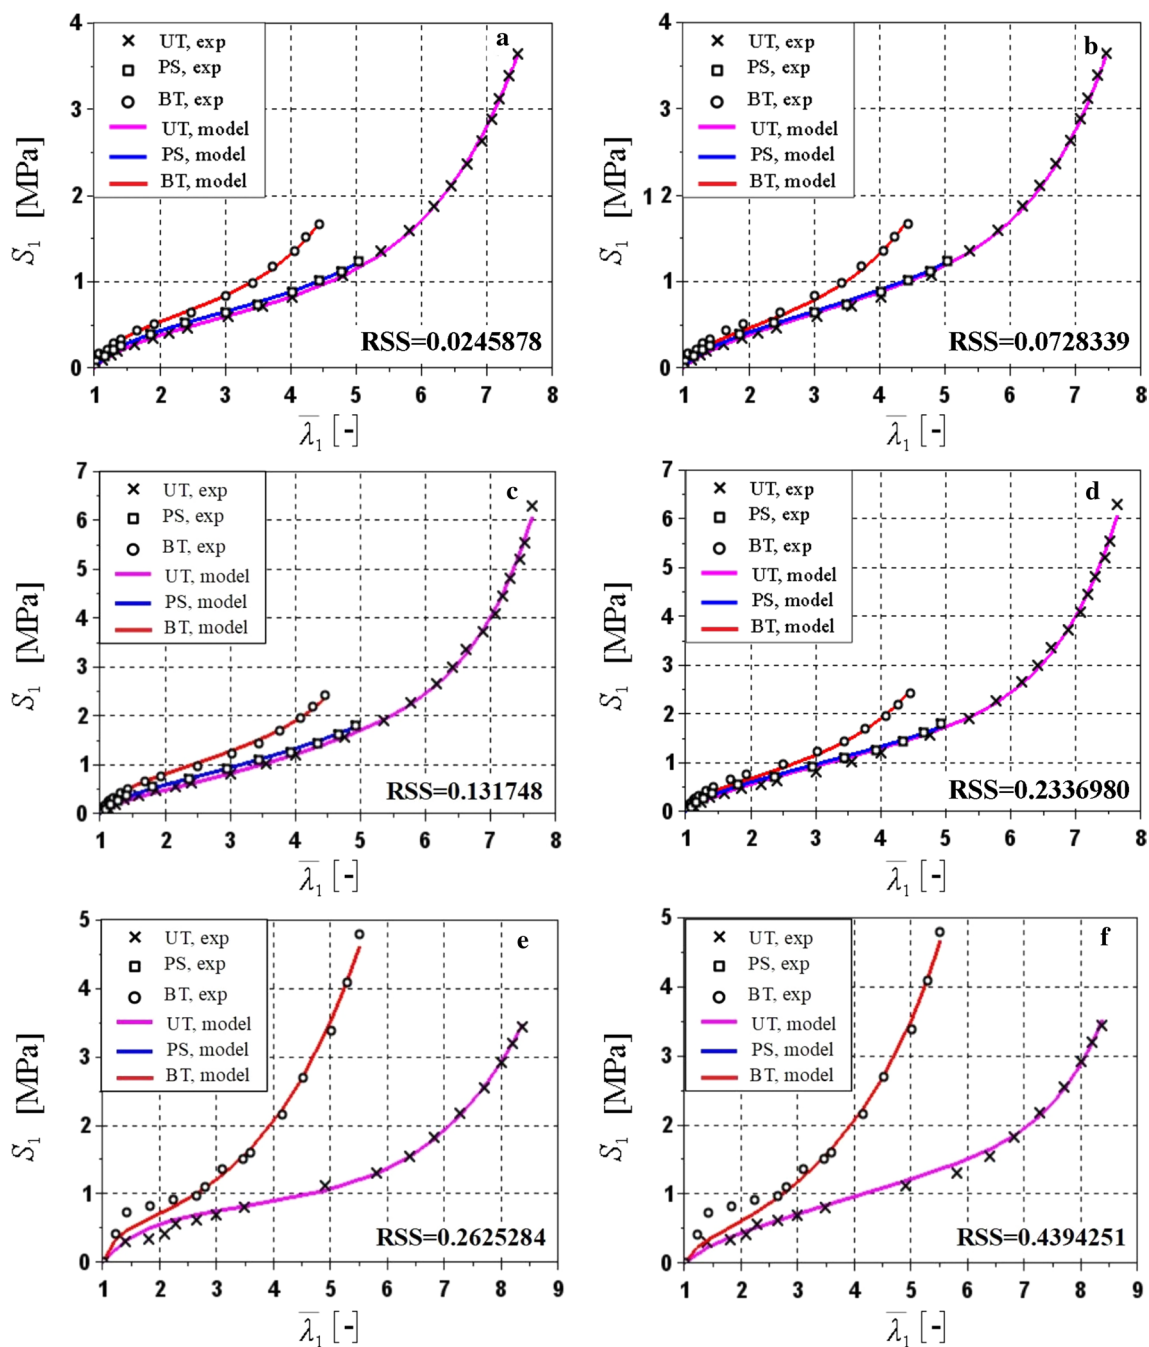 4
3
2
1
0
S1 [MPa]
a
UT, exp
PS, exp
BT, exp
UT, model
PS, model
BT, model
RSS=0.0245878
1 2 3 4 5 6 7 8
λ̅1 [-]
4
3
12
1
0
S1 [MPa]
b
UT, exp
PS, exp
BT, exp
UT, model
PS, model
BT, model
RSS=0.0728339
1 2 3 4 5 6 7 8
λ̅1 [-]
7
6
5
4
3
2
1
0
S1 [MPa]
c
UT, exp
PS, exp
BT, exp
UT, model
PS, model
BT, model
RSS=0.131748
1 2 3 4 5 6 7 8
λ̅1 [-]
7
6
5
4
3
2
1
0
S1 [MPa]
d
UT, exp
PS, exp
BT, exp
UT, model
PS, model
BT, model
RSS=0.2336980
1 2 3 4 5 6 7 8
λ̅1 [-]
5
4
3
2
1
0
S1 [MPa]
e
UT, exp
PS, exp
BT, exp
UT, model
PS, model
BT, model
RSS=0.2625284
1 2 3 4 5 6 7 8 9
λ̅1 [-]
5
4
3
2
1
0
S1 [MPa]
f
UT, exp
PS, exp
BT, exp
UT, model
PS, model
BT, model
RSS=0.4394251
1 2 3 4 5 6 7 8 9
λ̅1 [-]